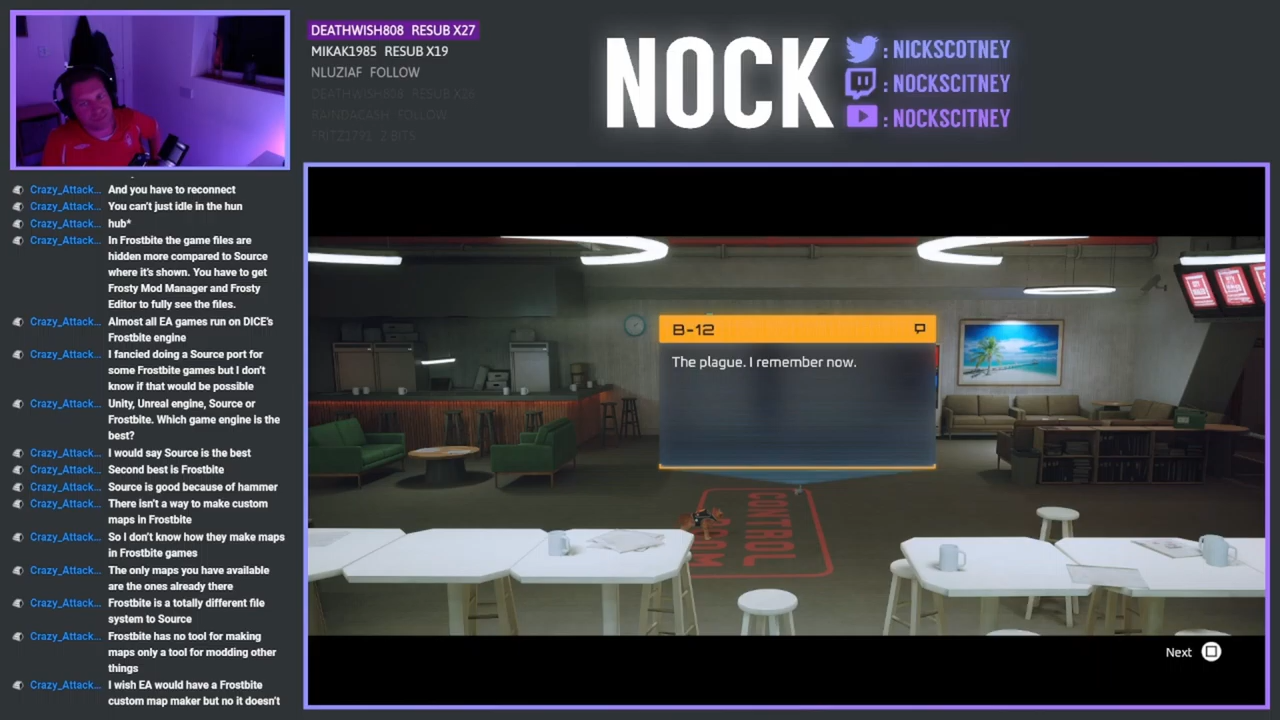 DEATHWISH808 RESUB X27
MIKAK1985 RESUB X19
NLUZIAF FOLLOW
DEATHWISH808 RESUB X26
RAINDACASH FOLLOW
FRITZ1791 2 BITS
NOCK
: NICKSCOTNEY
: NOCKSCITNEY
: NOCKSCITNEY
Crazy_Attack... And you have to reconnect
Crazy_Attack... You can't just idle in the hun
Crazy_Attack... hub*
Crazy_Attack... In Frostbite the game files are
hidden more compared to Source
where it's shown. You have to get
Frosty Mod Manager and Frosty
Editor to fully see the files.
Crazy_Attack... Almost all EA games run on DICE's
Frostbite engine
Crazy_Attack... I fancied doing a Source port for
some Frostbite games but I don't
know if that would be possible
Crazy_Attack... Unity, Unreal engine, Source or
Frostbite. Which game engine is the
best?
Crazy_Attack... I would say Source is the best
Crazy_Attack... Second best is Frostbite
Crazy_Attack... Source is good because of hammer
Crazy_Attack... There isn't a way to make custom
maps in Frostbite
Crazy_Attack... So I don't know how they make maps
in Frostbite games
Crazy_Attack... The only maps you have available
are the ones already there
Crazy_Attack... Frostbite is a totally different file
system to Source
Crazy_Attack... Frostbite has no tool for making
maps only a tool for modding other
things
Crazy_Attack... I wish EA would have a Frostbite
custom map maker but no it doesn't
B-12
The plague. I remember now.
CONTROL
ROOM
Next